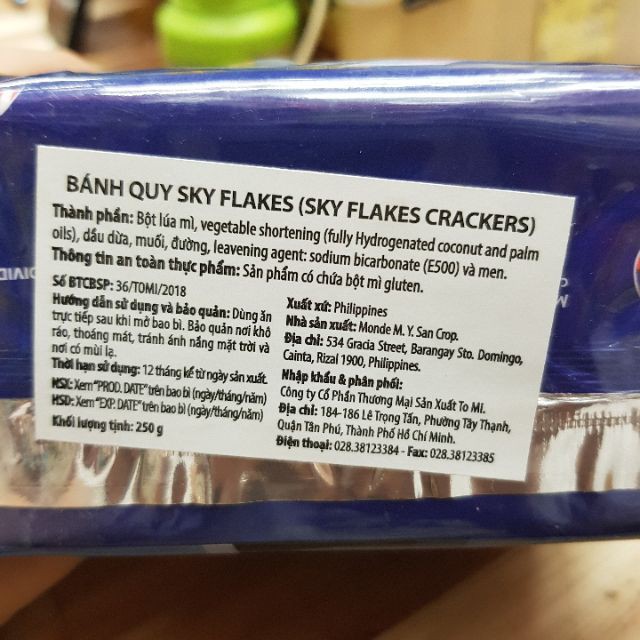 BÁNH QUY SKY FLAKES (SKY FLAKES CRACKERS)
Thành phần: Bột lúa mì, vegetable shortening (fully Hydrogenated coconut and palm
oils), dầu dừa, muối, đường, leavening agent: sodium bicarbonate (E500) và men.
Thông tin an toàn thực phẩm: Sản phẩm có chứa bột mì gluten.
Số BTCBSP: 36/TOMI/2018
Hướng dẫn sử dụng và bảo quản: Dùng ăn
trực tiếp sau khi mở bao bì. Bảo quản nơi khô
ráo, thoáng mát, tránh ánh nắng mặt trời và
nơi có mùi lạ.
Thời hạn sử dụng: 12 tháng kể từ ngày sản xuất.
NSX: Xem "PROD. DATE" trên bao bì (ngày/tháng/năm)
HSD: Xem "EXP. DATE" trên bao bì (ngày/tháng/năm)
Khối lượng tịnh: 250 g
Xuất xứ: Philippines
Nhà sản xuất: Monde M. Y. San Crop.
Địa chỉ: 534 Gracia Street, Barangay Sto. Domingo,
Cainta, Rizal 1900, Philippines.
Nhập khẩu & phân phối:
Công ty Cổ Phần Thương Mại Sản Xuất To Mi.
Địa chỉ: 184-186 Lê Trọng Tấn, Phường Tây Thạnh,
Quận Tân Phú, Thành Phố Hồ Chí Minh.
Điện thoại: 028.38123384 - Fax: 028.38123385